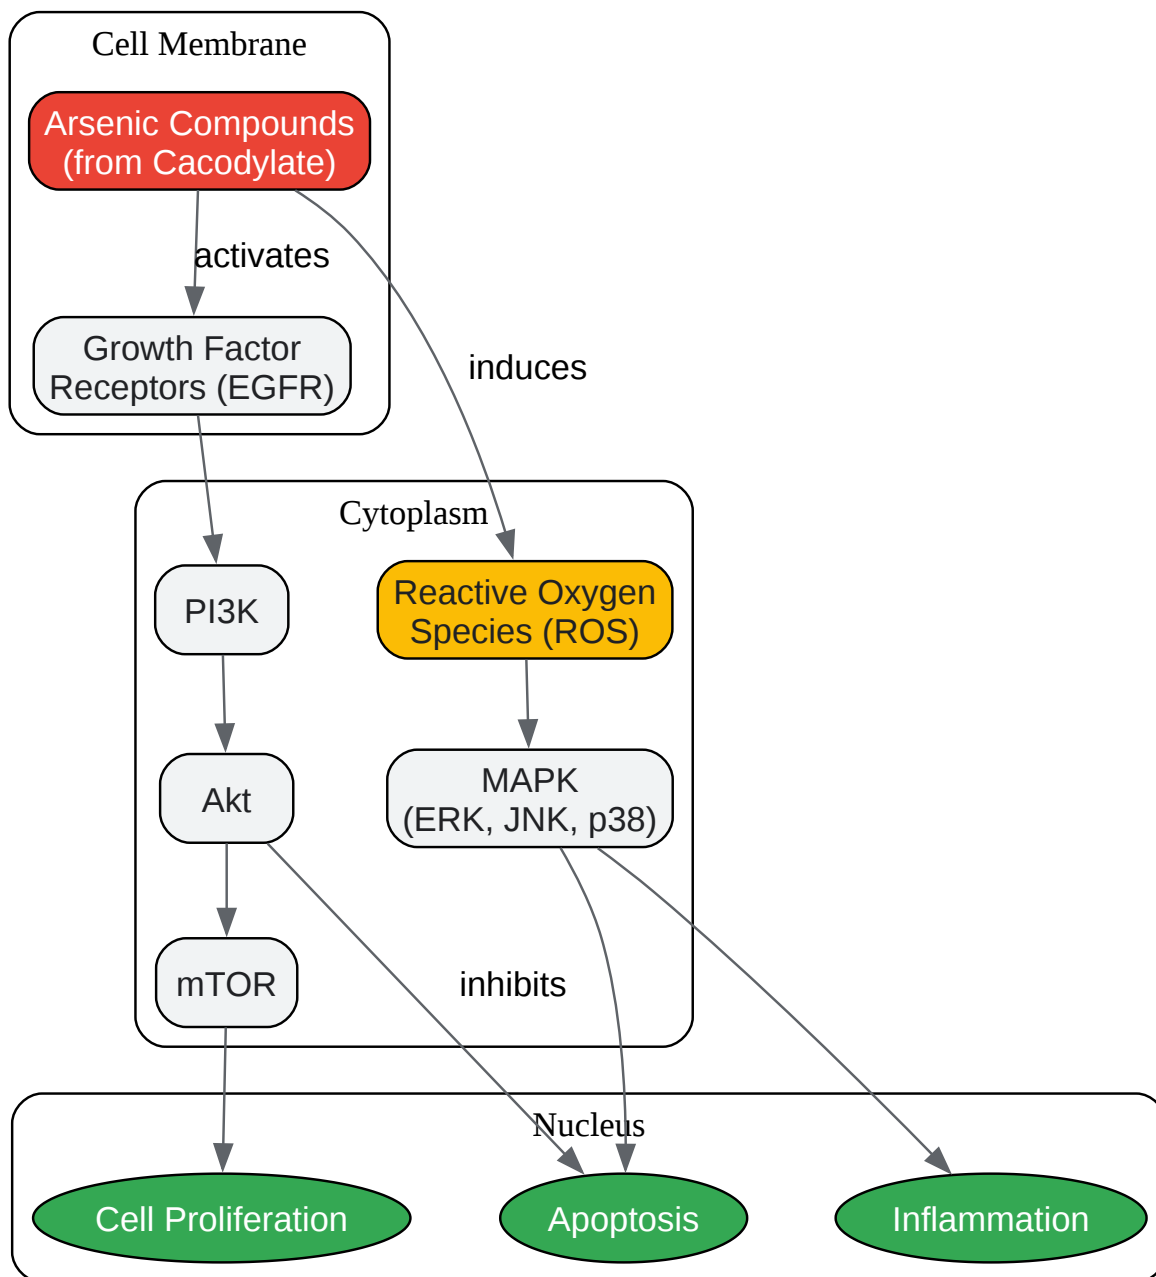 Cell Membrane
Arsenic Compounds
(from Cacodylate)
activates
Growth Factor
Receptors (EGFR)
induces
Cytoplasm
PI3K
Reactive Oxygen
Species (ROS)
Akt
MAPK
(ERK, JNK, p38)
mTOR
inhibits
Nucleus
Cell Proliferation
Apoptosis
Inflammation